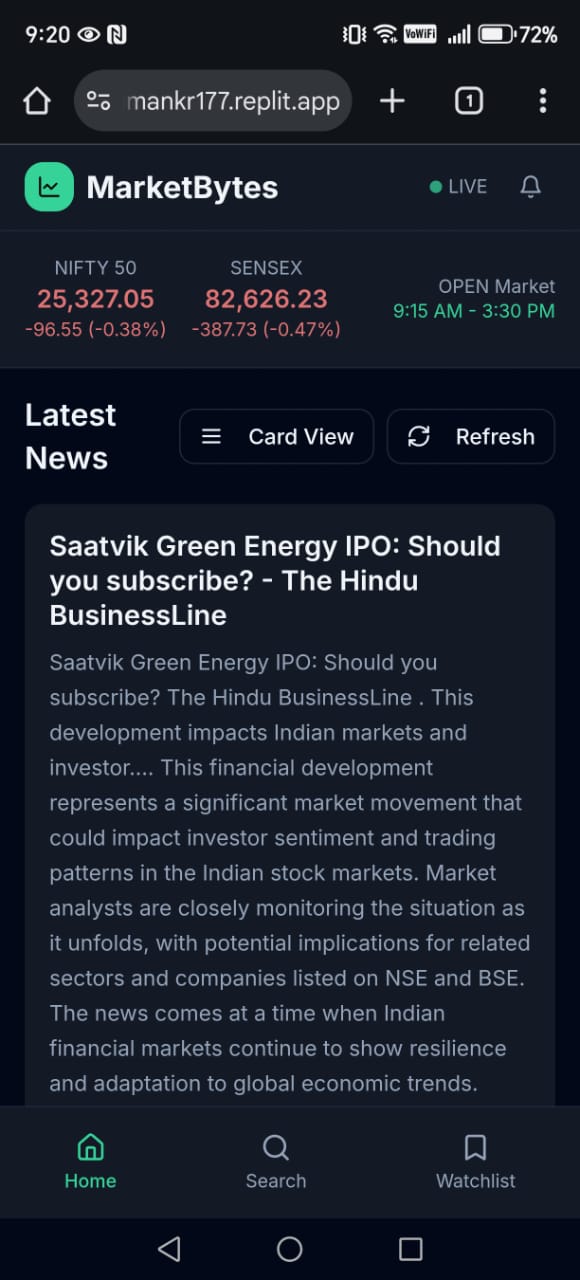 9:20
VoWiFi
72%
mankr177.replit.app
1
MarketBytes
LIVE
NIFTY 50
25,327.05
-96.55 (-0.38%)
SENSEX
82,626.23
-387.73 (-0.47%)
OPEN Market
9:15 AM - 3:30 PM
Latest
News
Card View
Refresh
Saatvik Green Energy IPO: Should
you subscribe? - The Hindu
BusinessLine
Saatvik Green Energy IPO: Should you
subscribe? The Hindu BusinessLine . This
development impacts Indian markets and
investor.... This financial development
represents a significant market movement that
could impact investor sentiment and trading
patterns in the Indian stock markets. Market
analysts are closely monitoring the situation as
it unfolds, with potential implications for related
sectors and companies listed on NSE and BSE.
The news comes at a time when Indian
financial markets continue to show resilience
and adaptation to global economic trends.
Home
Search
Watchlist